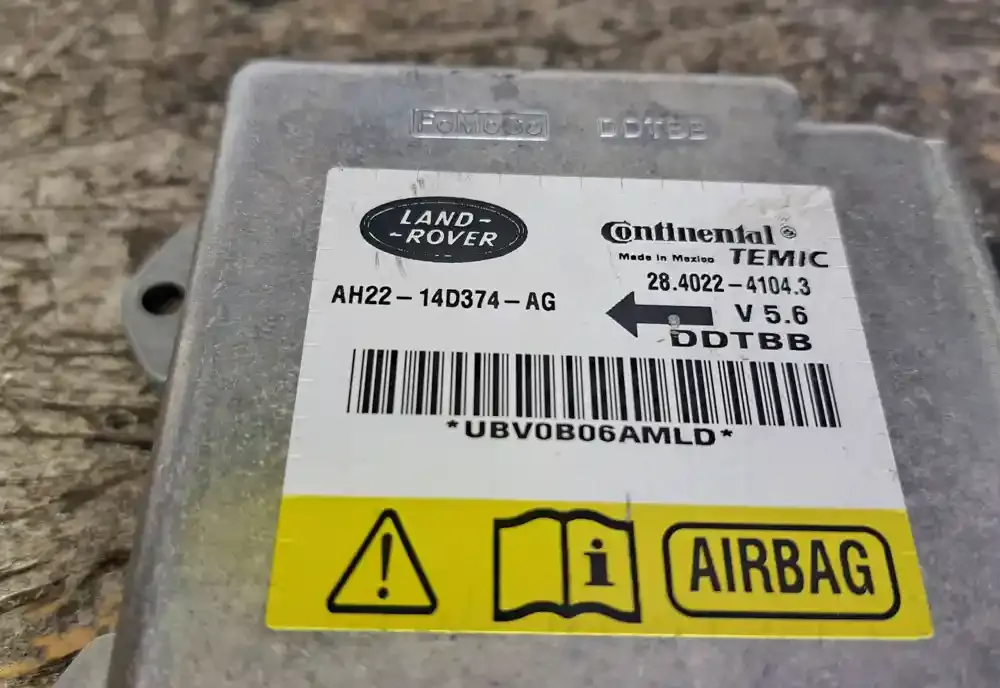 FoMoCo DDTBB
LAND-
-ROVER
Continental
Made in Mexico TEMIC
AH22-14D374-AG
28.4022-4104.3
V 5.6
DDTBB
*UBV0B06AMLD*
i
AIRBAG